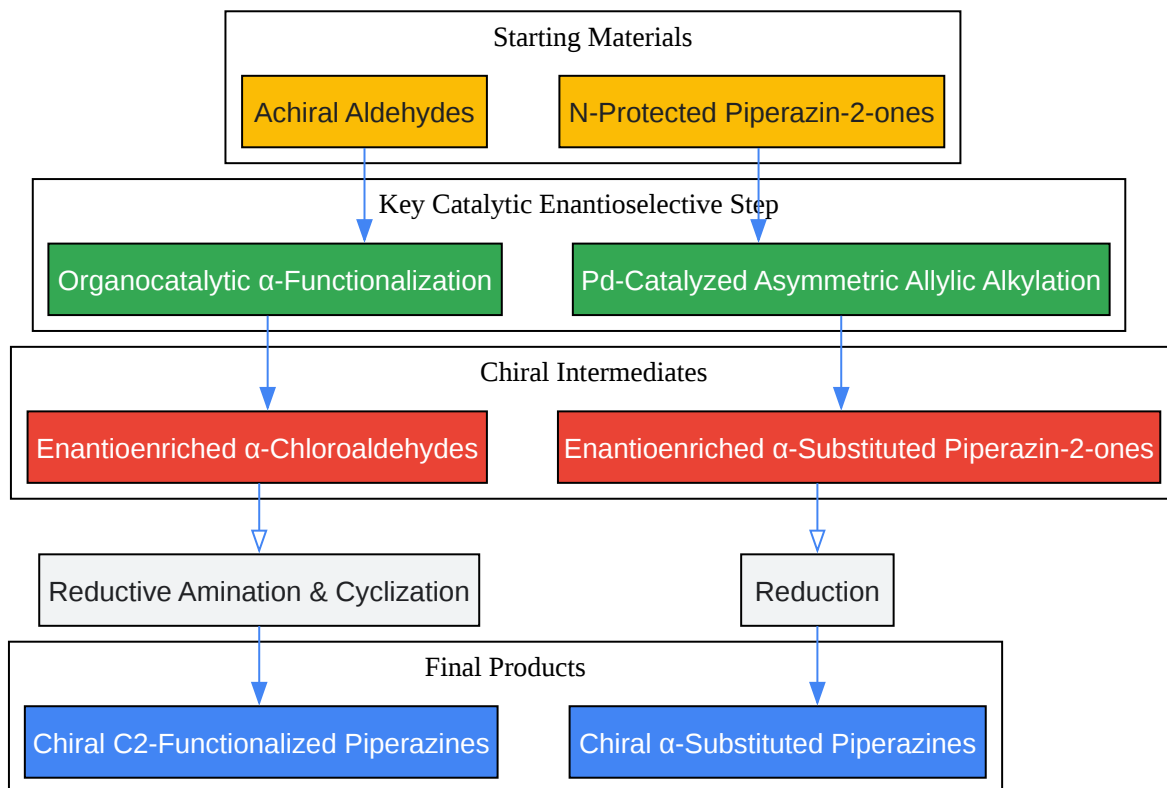 Starting Materials
Achiral Aldehydes
N-Protected Piperazin-2-ones
Key Catalytic Enantioselective Step
Organocatalytic α-Functionalization
Pd-Catalyzed Asymmetric Allylic Alkylation
Chiral Intermediates
Enantioenriched α-Chloroaldehydes
Enantioenriched α-Substituted Piperazin-2-ones
Reductive Amination & Cyclization
Reduction
Final Products
Chiral C2-Functionalized Piperazines
Chiral α-Substituted Piperazines